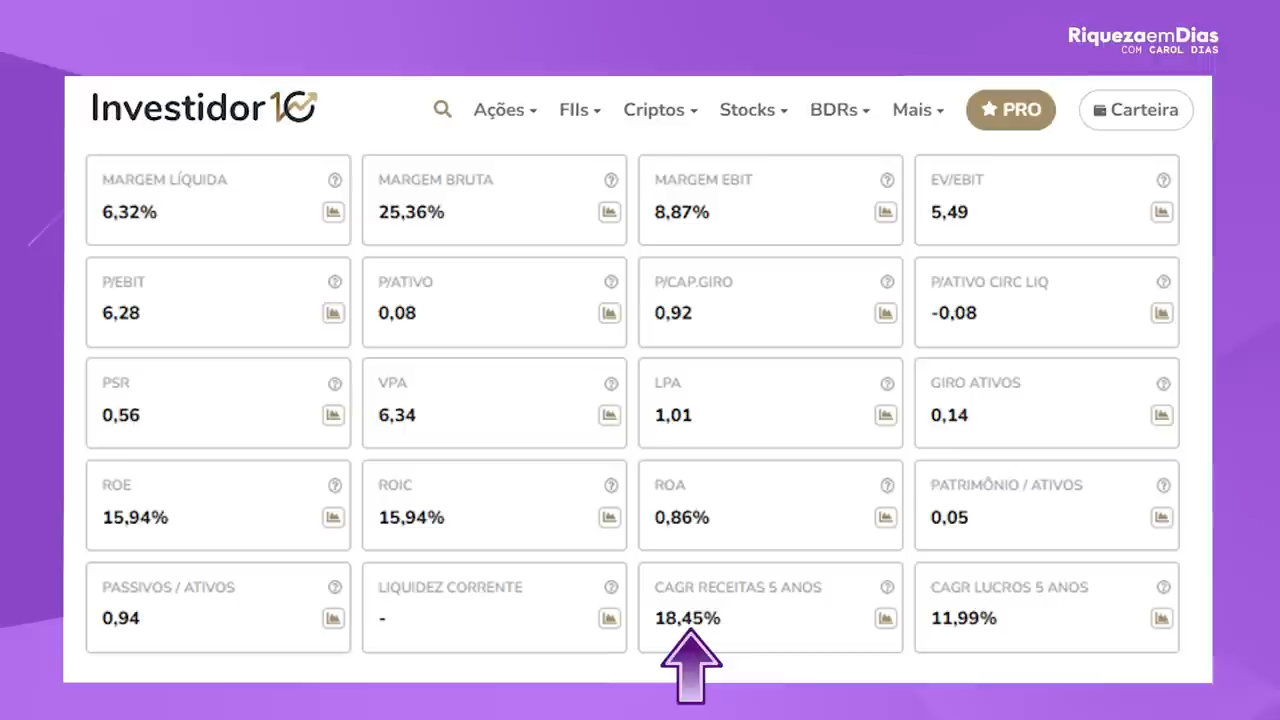 RiquezaemDias
COM CAROL DIAS
Investidor 10
Ações
FIIs
Criptos
Stocks
BDRs
Mais
PRO
Carteira
MARGEM LÍQUIDA
6,32%
MARGEM BRUTA
25,36%
MARGEM EBIT
8,87%
EV/EBIT
5,49
P/EBIT
6,28
P/ATIVO
0,08
P/CAP.GIRO
0,92
P/ATIVO CIRC LIQ
-0,08
PSR
0,56
VPA
6,34
LPA
1,01
GIRO ATIVOS
0,14
ROE
15,94%
ROIC
15,94%
ROA
0,86%
PATRIMÔNIO / ATIVOS
0,05
PASSIVOS / ATIVOS
0,94
LIQUIDEZ CORRENTE
-
CAGR RECEITAS 5 ANOS
18,45%
CAGR LUCROS 5 ANOS
11,99%